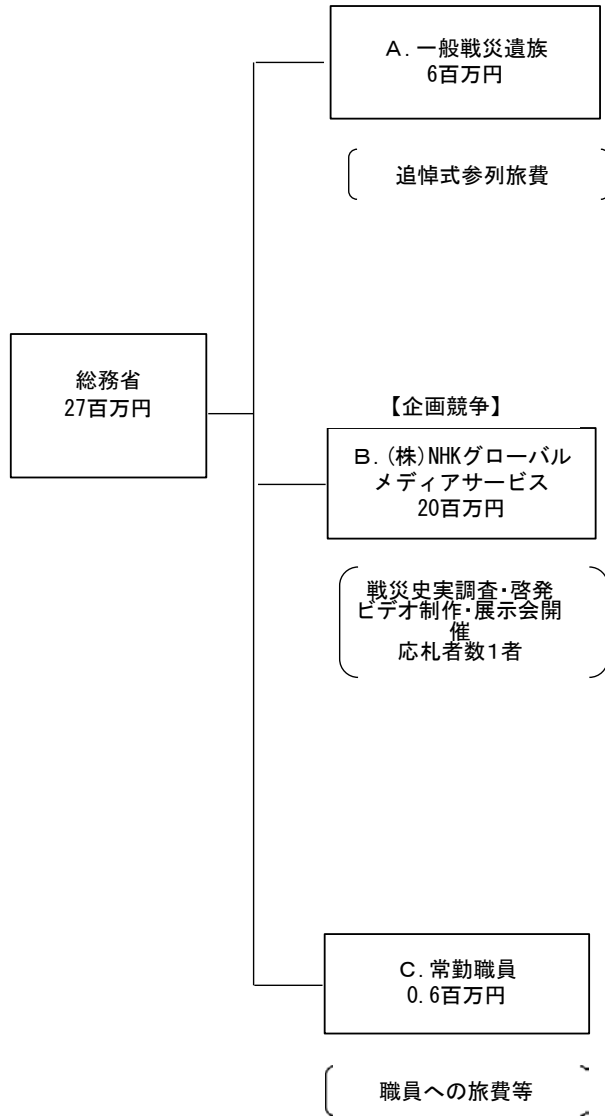 A. 一般戦災遺族
6百万円
追悼式参列旅費
総務省
27百万円
【企画競争】
B. (株)NHKグローバル
メディアサービス
20百万円
戦災史実調査・啓発
ビデオ制作・展示会開
催
応札者数1者
C. 常勤職員
0.6百万円
職員への旅費等